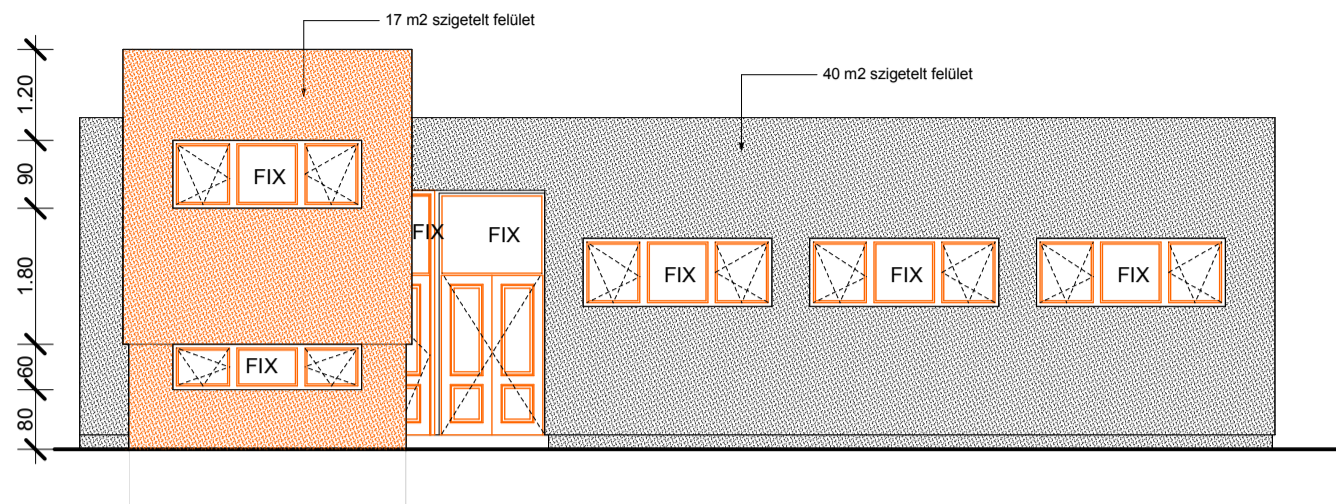 17 m2 szigetelt felület
40 m2 szigetelt felület
1.20
90
1.80
60
80
FIX
FIX
FIX
FIX
FIX
FIX
FIX